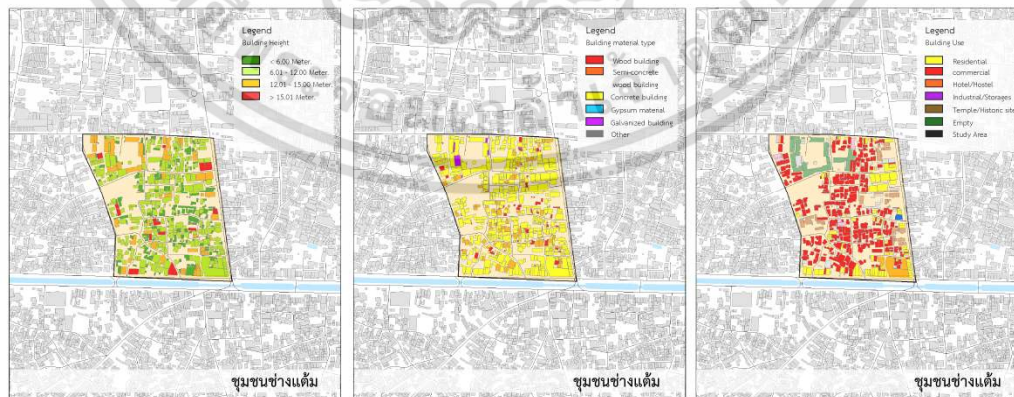 Legend
Building Height
< 6.00 Meter.
6.01 - 12.00 Meter.
12.01 - 15.00 Meter.
> 15.01 Meter.
ชุมชนช่างแต้ม
Legend
Building material type
Wood building
Semi-concrete
wood building
Concrete building
Gypsum material
Galvanized building
Other
ชุมชนช่างแต้ม
Legend
Building Use
Residential
commercial
Hotel/Hostel
Industrial/Storages
Temple/Historic site
Empty
Study Area
ชุมชนช่างแต้ม